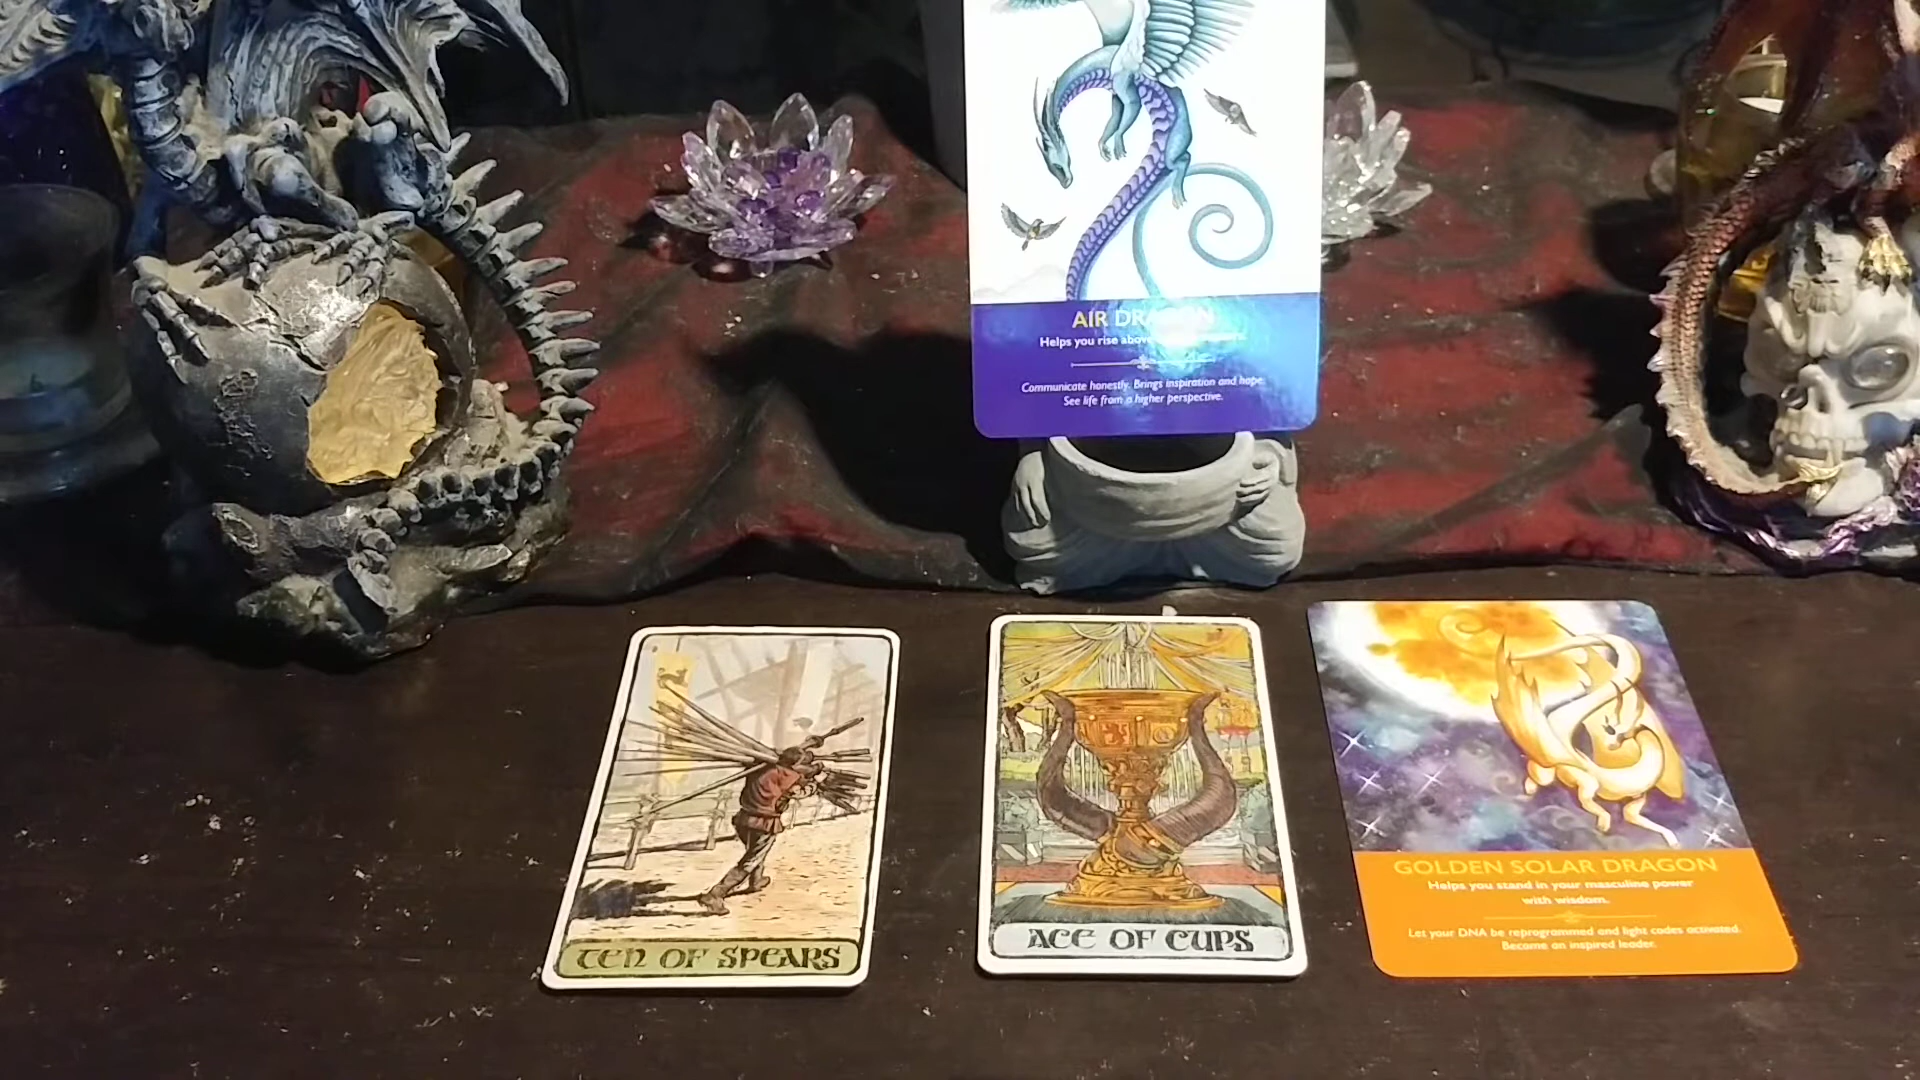 AIR DRAGON
Helps you rise above
Communicate honestly. Brings inspiration and hope.
See life from a higher perspective.
TEN OF SPEARS
ACE OF CUPS
GOLDEN SOLAR DRAGON
Helps you stand in your masculine power
with wisdom.
Let your DNA be reprogrammed and light codes activated.
Become an inspired leader.